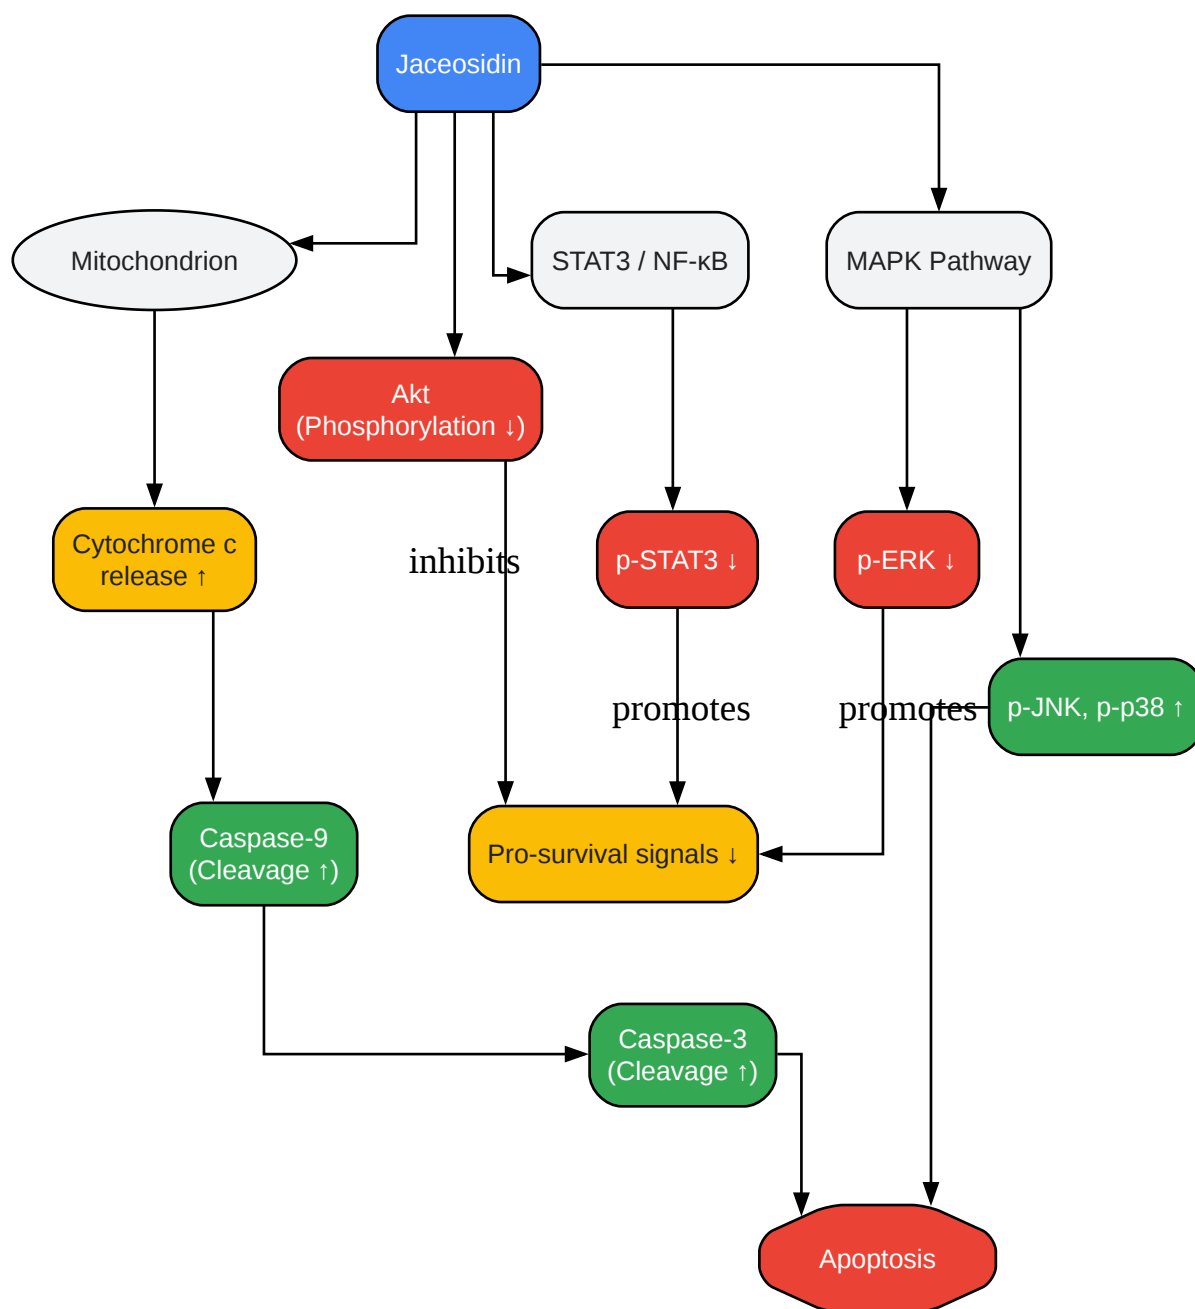 Jaceosidin
Mitochondrion
STAT3 / NF-κB
MAPK Pathway
Akt
(Phosphorylation ↓)
Cytochrome c
release ↑
inhibits
p-STAT3 ↓
p-ERK ↓
promotes
promotes
p-JNK, p-p38 ↑
Caspase-9
(Cleavage ↑)
Pro-survival signals ↓
Caspase-3
(Cleavage ↑)
Apoptosis